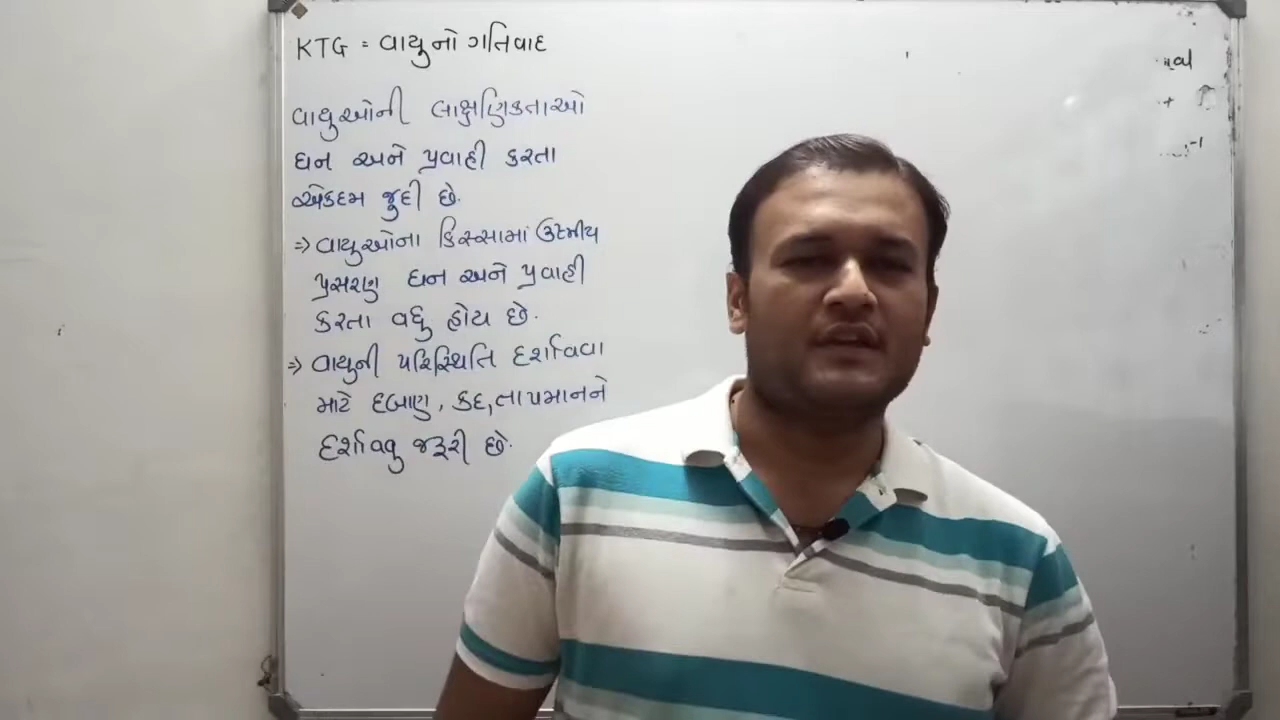 KTG = વાયુનો ગતિવાદ
વાયુઓની લાક્ષણિકતાઓ
ઘન અને પ્રવાહી કરતા
એકદમ જુદી છે.
=> વાયુઓના કિસ્સામાં ઉષ્મીય
પ્રસરણ ઘન અને પ્રવાહી
કરતા વધુ હોય છે.
=> વાયુની પરિસ્થિતિ દર્શાવવા
માટે દબાણ, કદ, તાપમાનને
દર્શાવવુ જરૂરી છે.